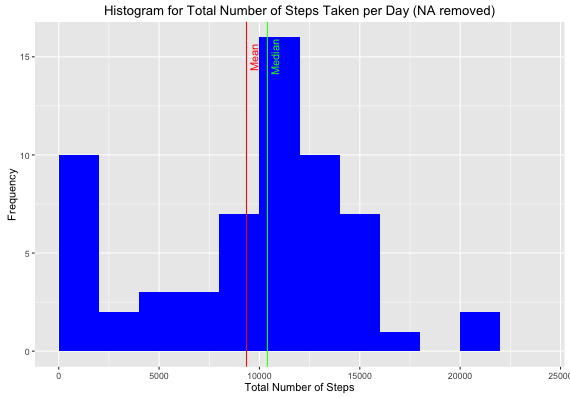 Histogram for Total Number of Steps Taken per Day (NA removed)
Frequency
15
10
5
0
Mean
Median
0
5000
10000
15000
20000
25000
Total Number of Steps